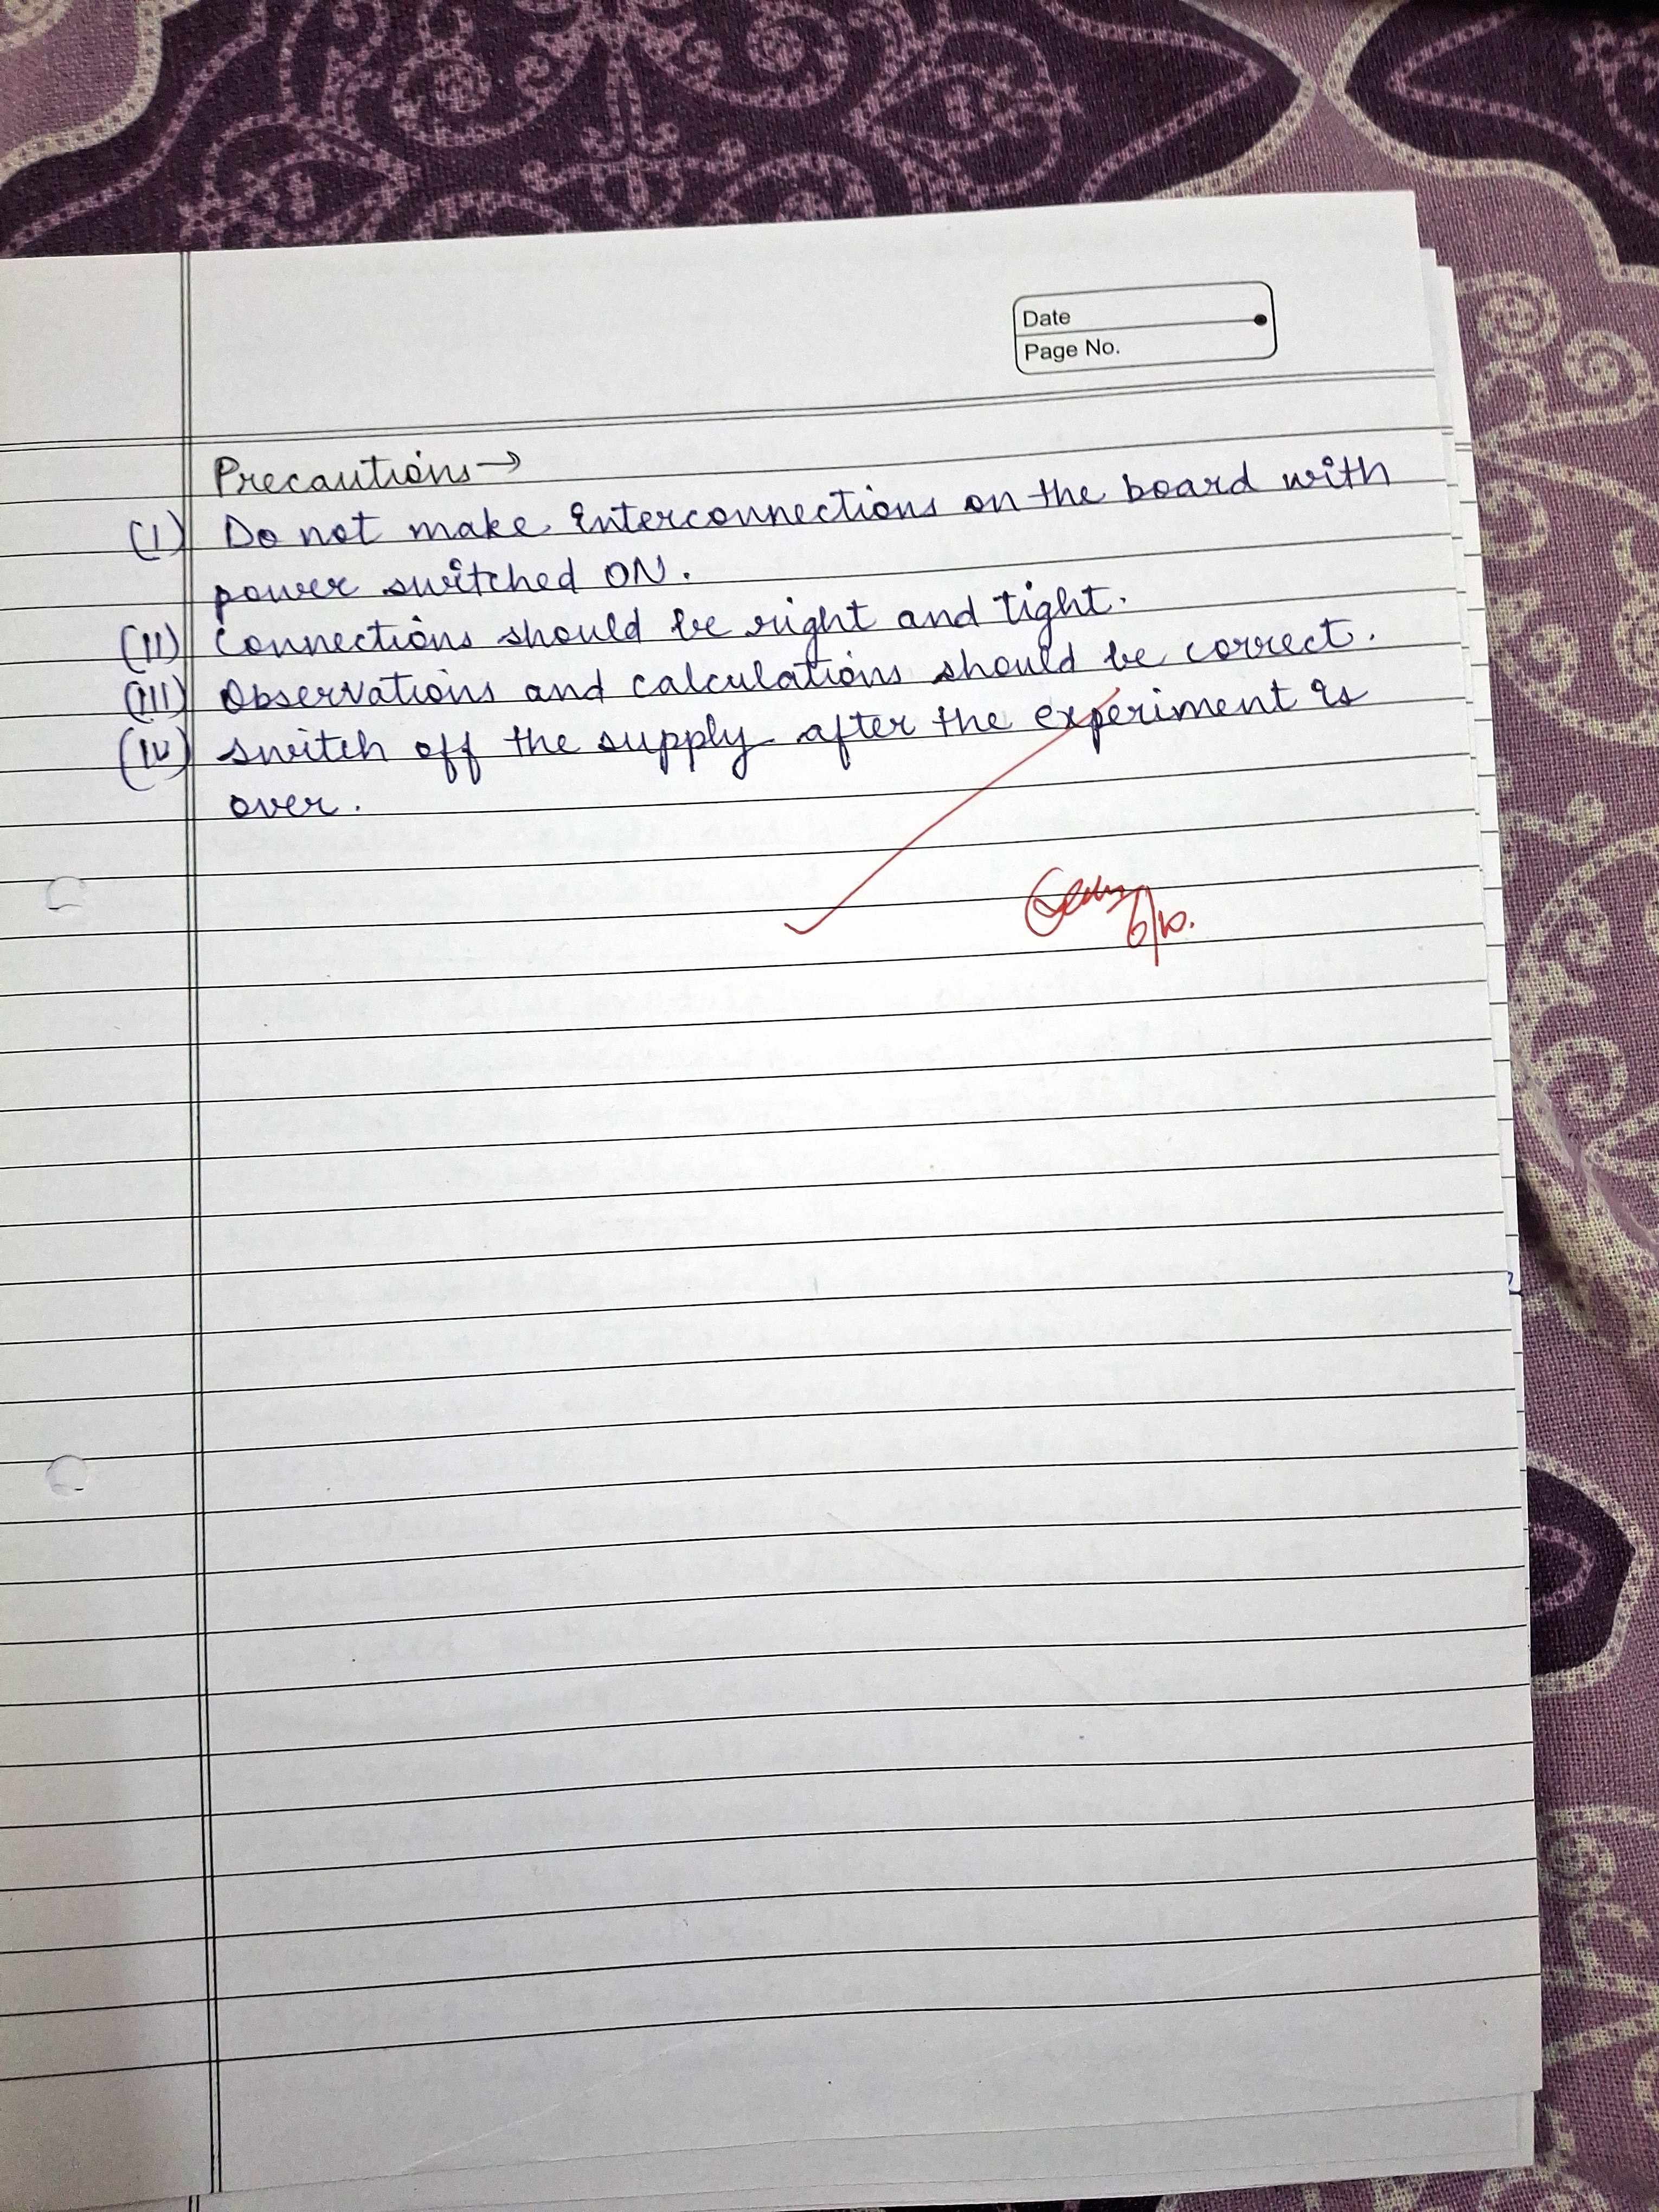 Date
Page No.
Precautions→
(I) Do not make interconnections on the board with
power switched ON.
(II) Connections should be right and tight.
(III) Observations and calculations should be correct.
(IV) switch off the supply after the experiment is
over.
6/10.